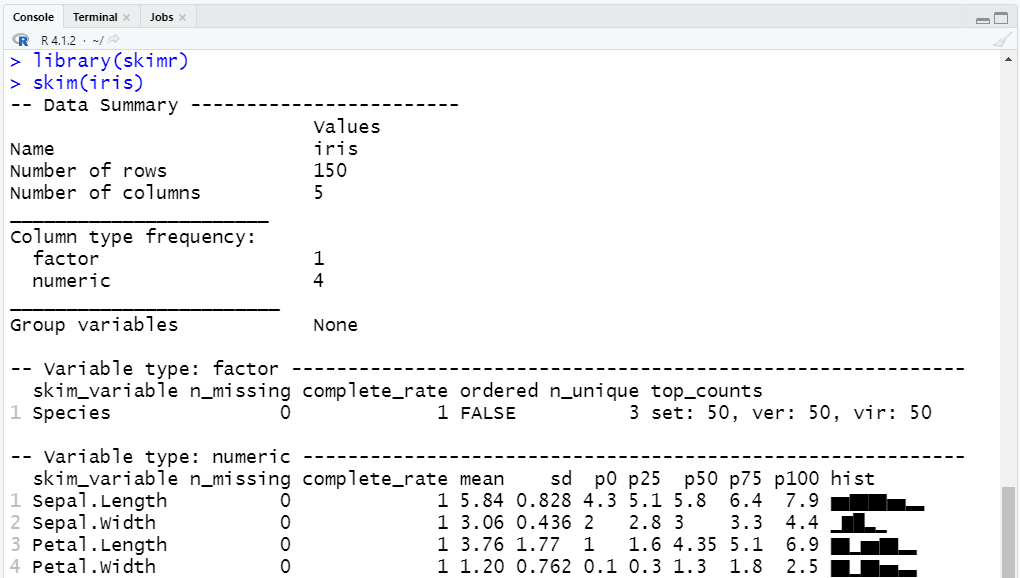 Console Terminal Jobs
R 4.1.2 · ~/
> library(skimr)
> skim(iris)
-- Data Summary ------------------------
                           Values
Name                       iris
Number of rows             150
Number of columns          5
_______________________
Column type frequency:
  factor                   1
  numeric                  4
________________________
Group variables            None

-- Variable type: factor ------------------------------------------------------------
  skim_variable n_missing complete_rate ordered n_unique top_counts
1 Species               0             1 FALSE          3 set: 50, ver: 50, vir: 50

-- Variable type: numeric -----------------------------------------------------------
  skim_variable n_missing complete_rate mean    sd  p0 p25  p50 p75 p100 hist
1 Sepal.Length          0             1 5.84 0.828 4.3 5.1 5.8  6.4  7.9 ▆▇▇▇▅▂
2 Sepal.Width           0             1 3.06 0.436 2   2.8 3    3.3  4.4 ▁▆▇▂▁
3 Petal.Length          0             1 3.76 1.77  1   1.6 4.35 5.1  6.9 ▇▁▆▇▂
4 Petal.Width           0             1 1.20 0.762 0.1 0.3 1.3  1.8  2.5 ▇▁▇▅▃